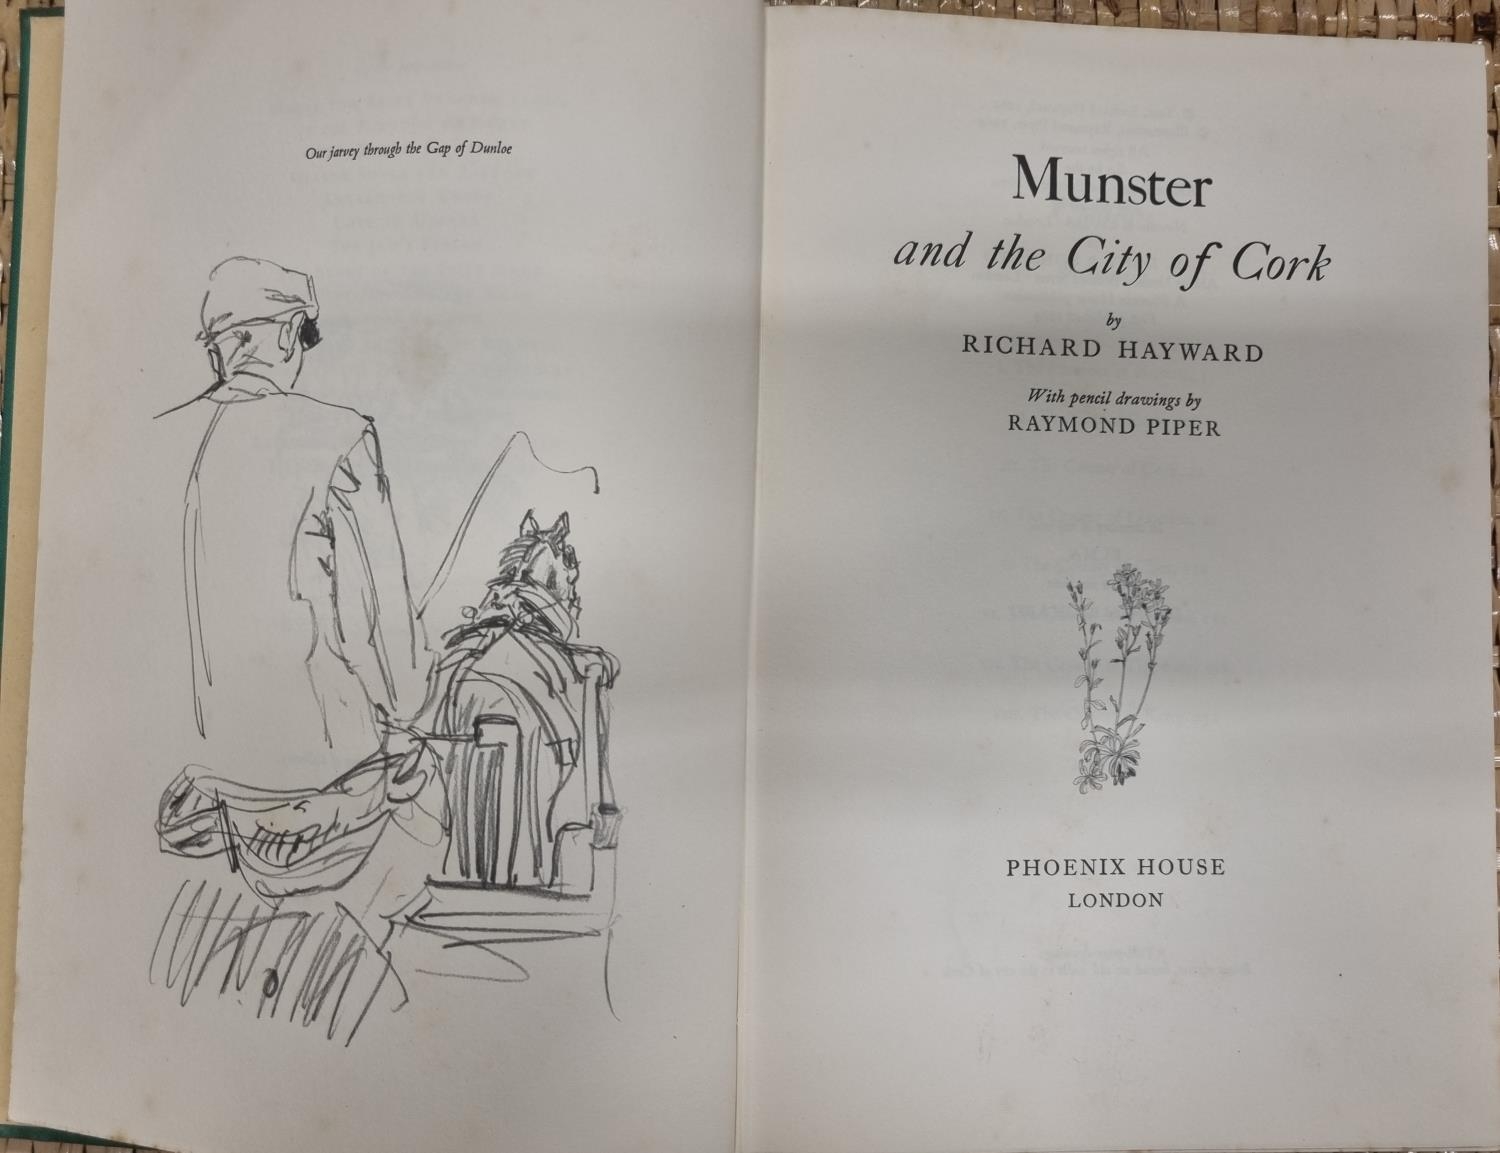 Our jarvey through the Gap of Dunloe
Munster
and the City of Cork
by
RICHARD HAYWARD
With pencil drawings by
RAYMOND PIPER
PHOENIX HOUSE
LONDON